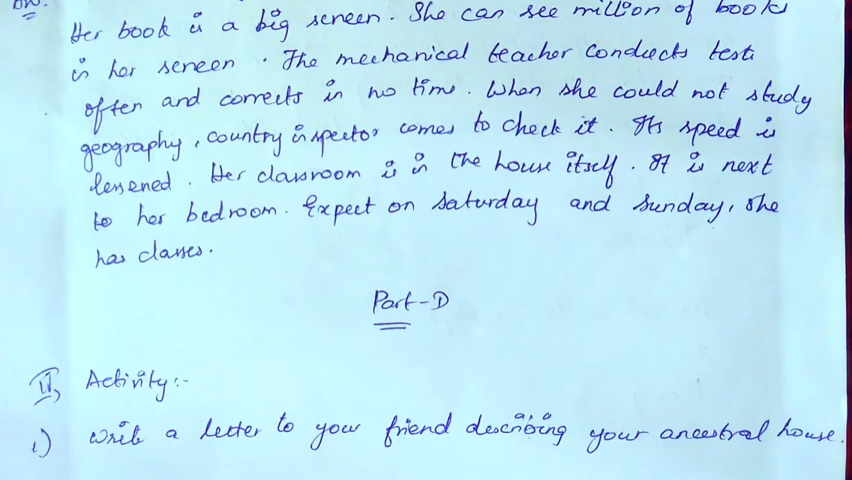 Ans.
Her book is a big screen. She can see million of books
in her screen. The mechanical teacher conducts tests
often and corrects in no time. When she could not study
geography, country inspector comes to check it. Its speed is
lessened. Her classroom is in the house itself. It is next
to her bedroom. Expect on Saturday and Sunday, she
has classes.
Part-D
II, Activity:-
i) Write a letter to your friend describing your ancestral house.